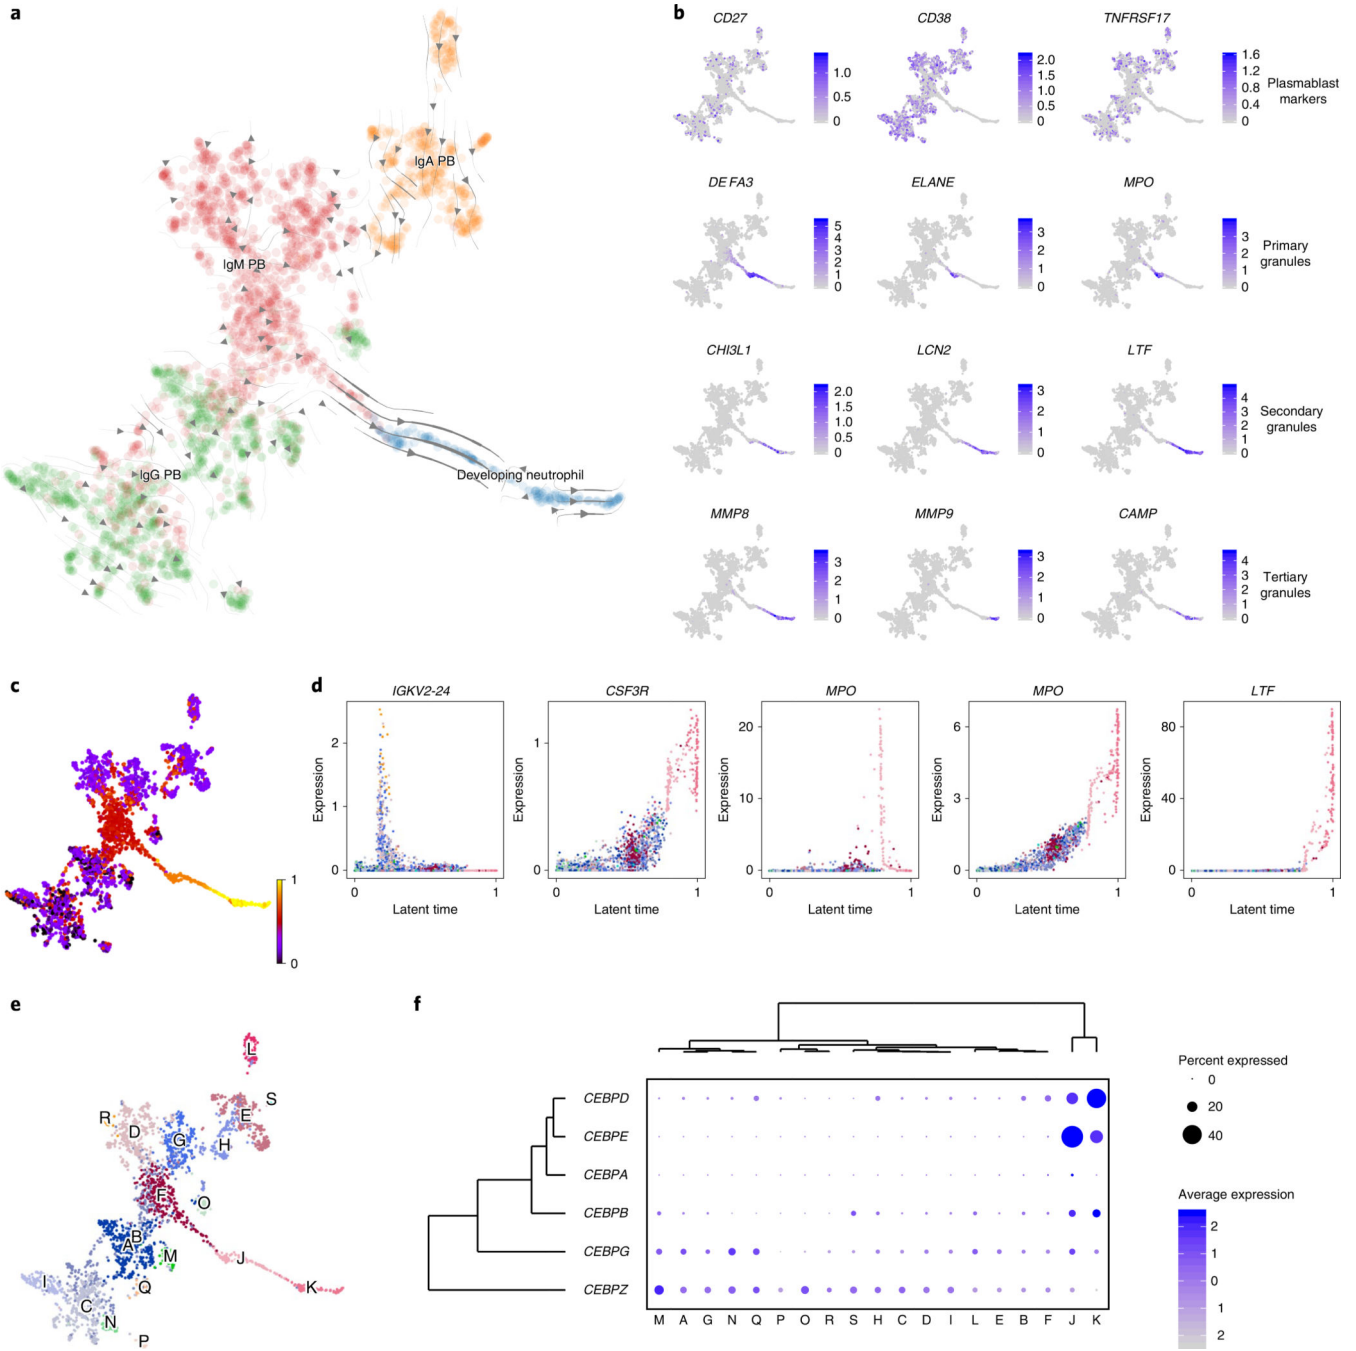 a
IgA PB
IgM PB
IgG PB
Developing neutrophil
b
CD27
CD38
TNFRSF17
1.0
0.5
0
2.0
1.5
1.0
0.5
0
1.6
1.2
0.8
0.4
0
Plasmablast
markers
DEFA3
ELANE
MPO
5
4
3
2
1
0
3
2
1
0
3
2
1
0
Primary
granules
CHI3L1
LCN2
LTF
2.0
1.5
1.0
0.5
0
3
2
1
0
4
3
2
1
0
Secondary
granules
MMP8
MMP9
CAMP
3
2
1
0
3
2
1
0
4
3
2
1
0
Tertiary
granules
c
1
0
d
IGKV2-24
Expression
2
1
0
0
1
Latent time
CSF3R
Expression
1
0
0
1
Latent time
MPO
Expression
20
10
0
0
1
Latent time
MPO
Expression
6
3
0
0
1
Latent time
LTF
Expression
80
40
0
0
1
Latent time
e
L
S
R
D
G
E
H
F
O
B
A
M
J
I
Q
K
C
N
P
f
CEBPD
CEBPE
CEBPA
CEBPB
CEBPG
CEBPZ
M A G N Q P O R S H C D I L E B F J K
Percent expressed
0
20
40
Average expression
2
1
0
1
2